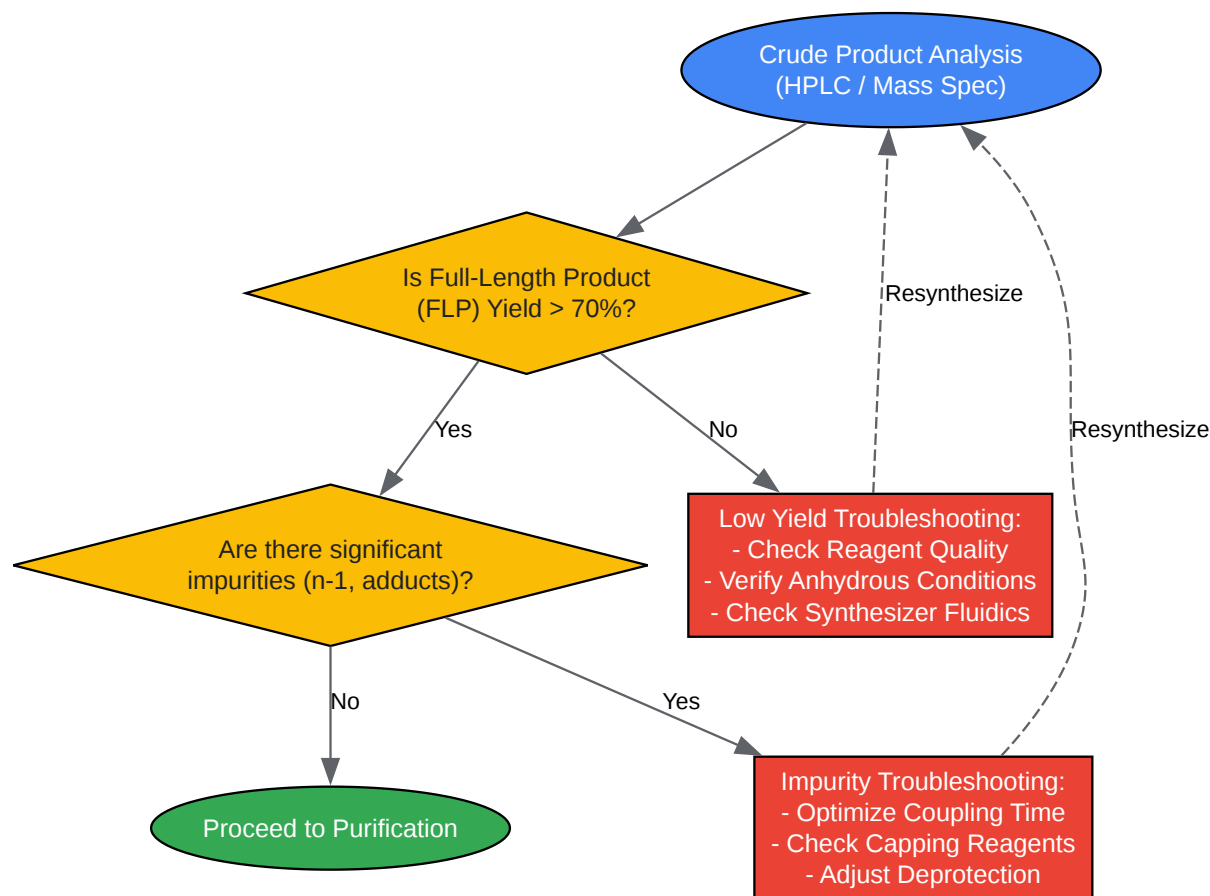 Crude Product Analysis
(HPLC / Mass Spec)
Is Full-Length Product
(FLP) Yield > 70%?
Resynthesize
Resynthesize
Yes
No
Are there significant
impurities (n-1, adducts)?
Low Yield Troubleshooting:
- Check Reagent Quality
- Verify Anhydrous Conditions
- Check Synthesizer Fluidics
No
Yes
Proceed to Purification
Impurity Troubleshooting:
- Optimize Coupling Time
- Check Capping Reagents
- Adjust Deprotection